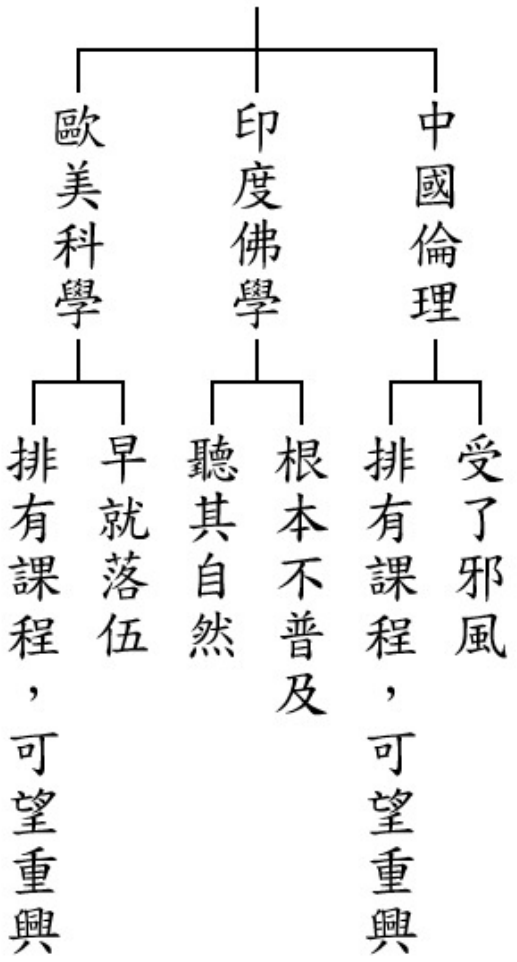 中國倫理
受了邪風
排有課程，可望重興
印度佛學
根本不普及
聽其自然
歐美科學
早就落伍
排有課程，可望重興